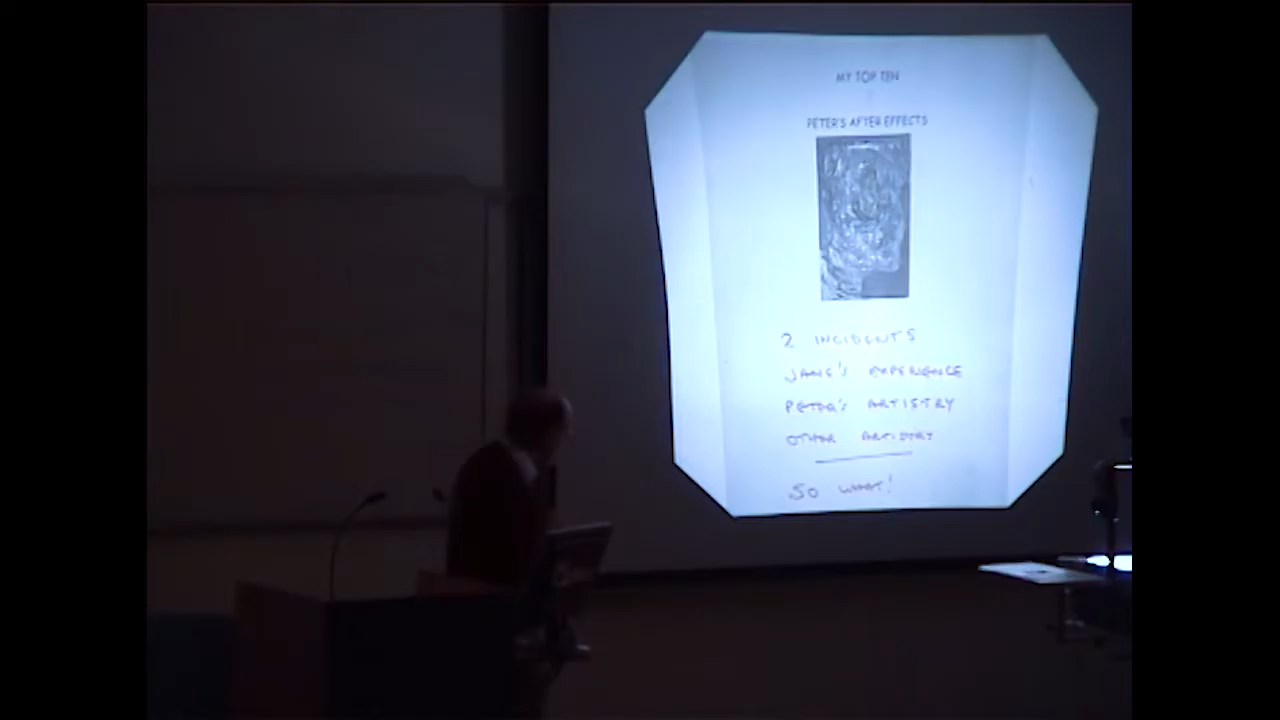 MY TOP TEN
PETER'S AFTER EFFECTS
2 INCIDENTS
JANE'S EXPERIENCE
PETER'S ARTISTRY
OTHER ARTISTRY
SO WHAT!